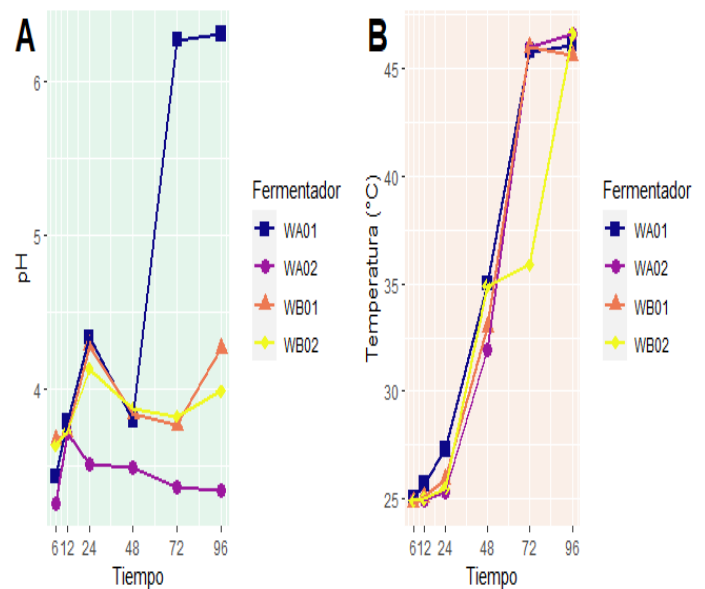 A
pH
6
5
4
6 12 24 48 72 96
Tiempo
Fermentador
WA01
WA02
WB01
WB02
B
Temperatura (°C)
45
40
35
30
25
6 12 24 48 72 96
Tiempo
Fermentador
WA01
WA02
WB01
WB02